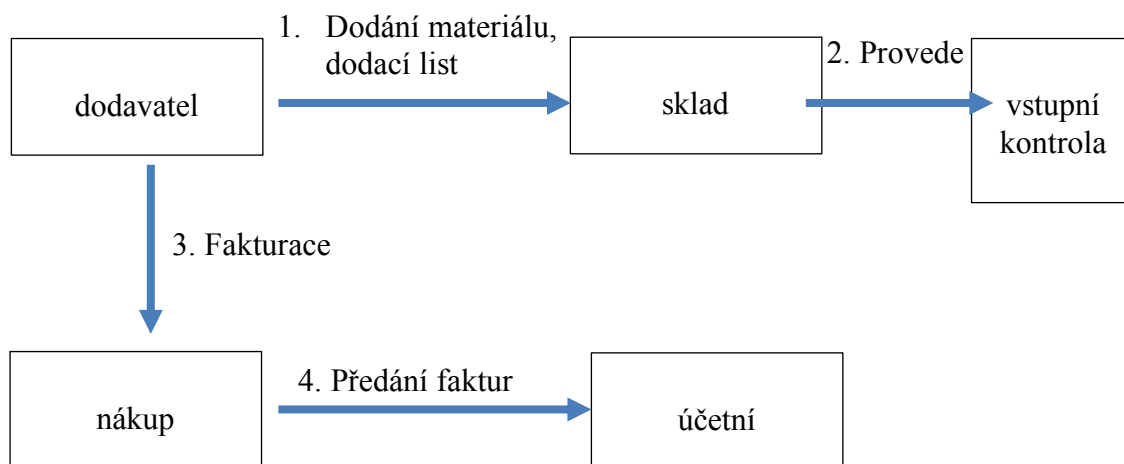 1. Dodání materiálu,
dodací list
2. Provede
dodavatel
sklad
vstupní
kontrola
3. Fakturace
4. Předání faktur
nákup
účetní